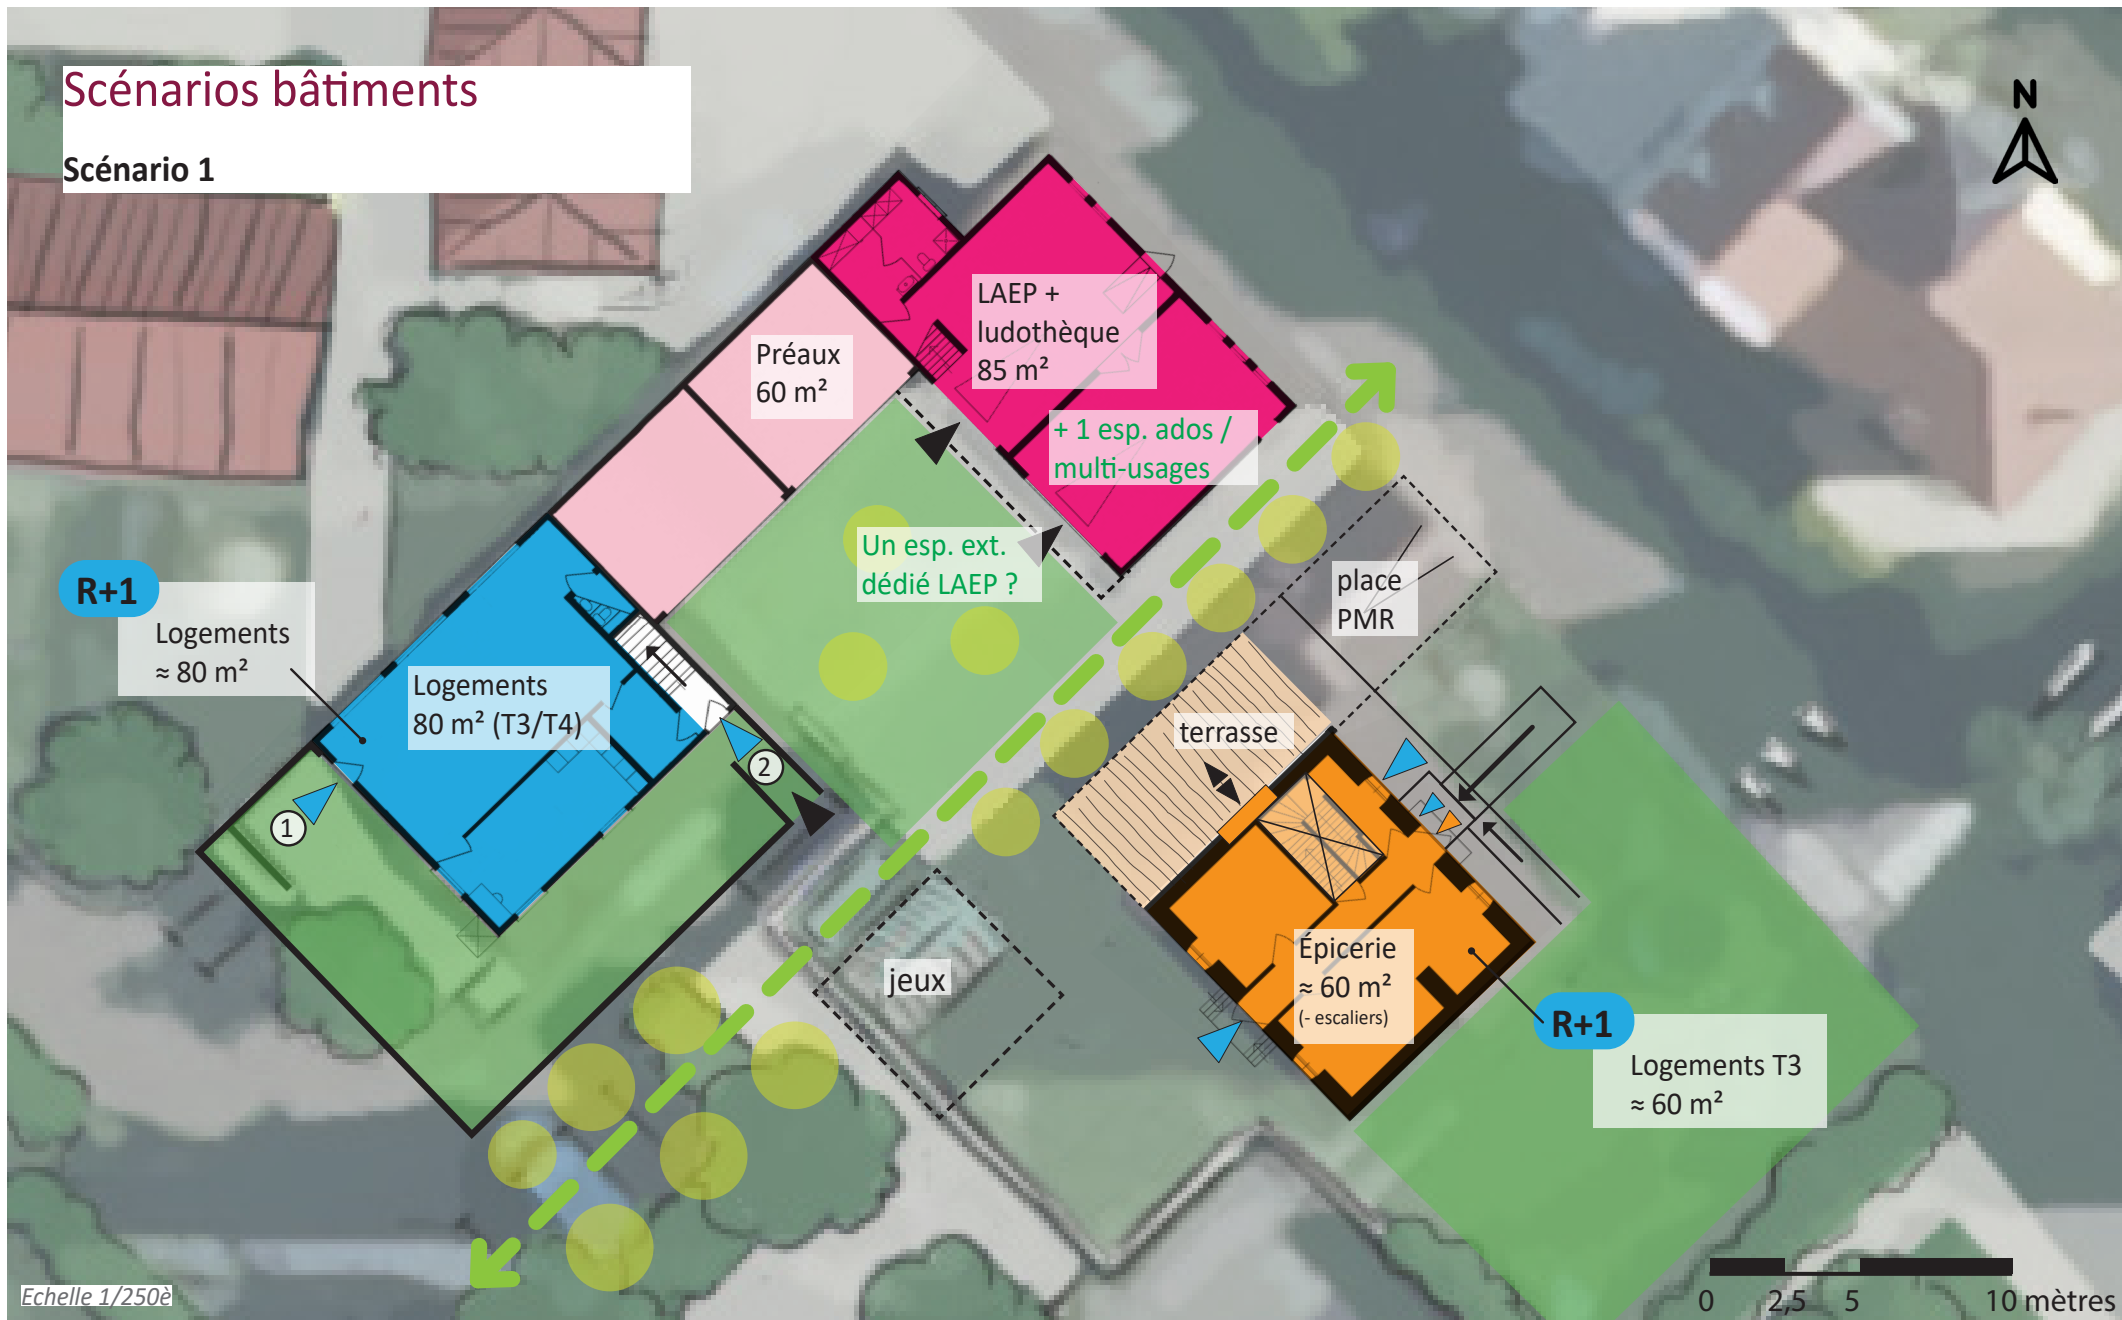 Scénarios bâtiments
Scénario 1
N
LAEP +
ludothèque
85 m²
Préaux
60 m²
+ 1 esp. ados /
multi-usages
Un esp. ext.
dédié LAEP ?
place
PMR
R+1
Logements
≈ 80 m²
Logements
80 m² (T3/T4)
terrasse
1
2
jeux
Epicerie
≈ 60 m²
(- escaliers)
R+1
Logements T3
≈ 60 m²
Echelle 1/250è
0 2,5 5 10 mètres